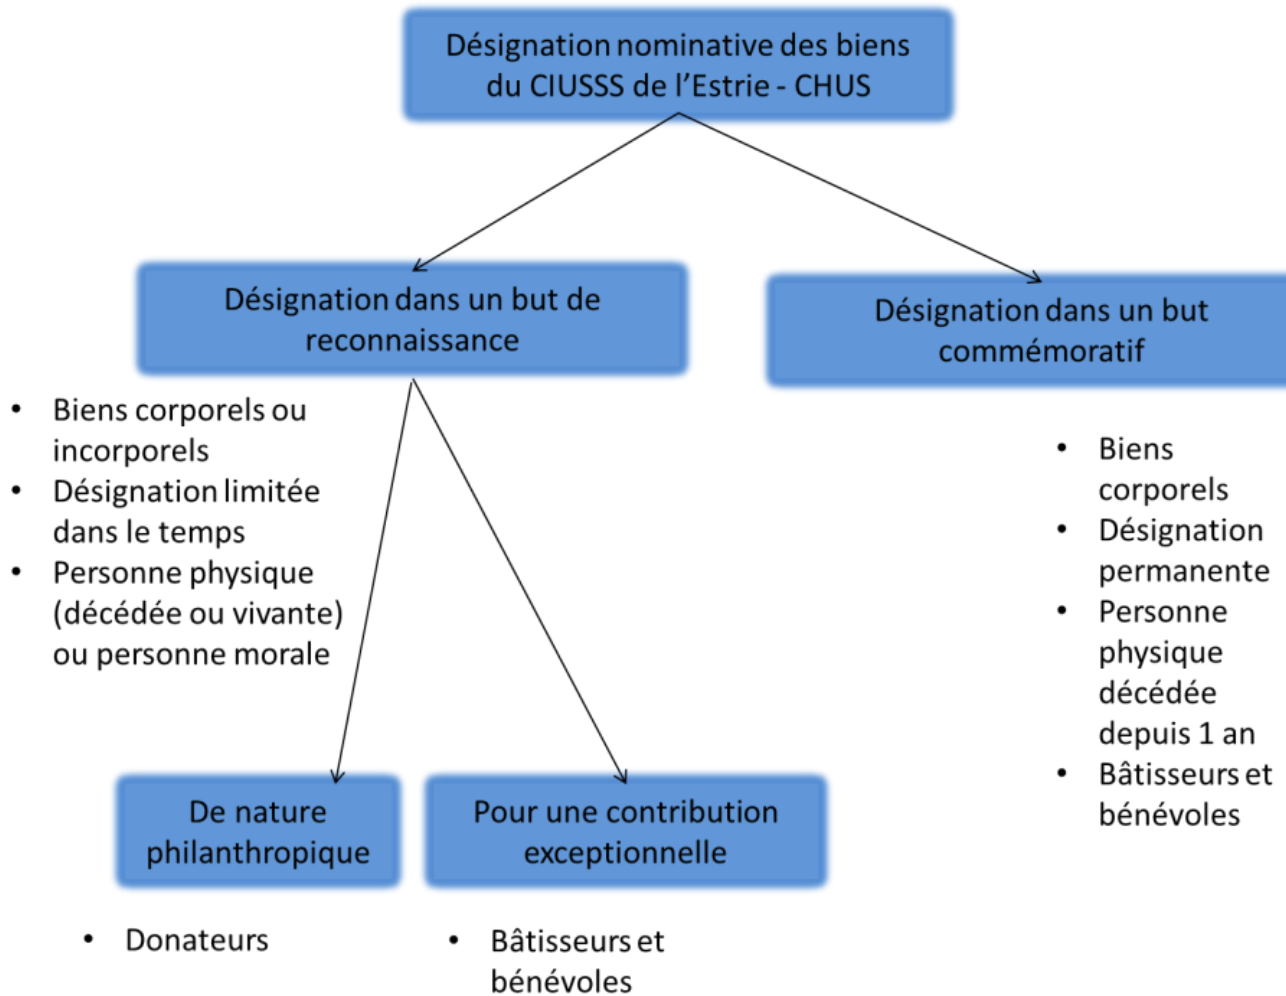 Désignation nominative des biens
du CIUSSS de l'Estrie - CHUS
Désignation dans un but de
reconnaissance
• Biens corporels ou
incorporels
• Désignation limitée
dans le temps
• Personne physique
(décédée ou vivante)
ou personne morale
Désignation dans un but
commémoratif
• Biens
corporels
• Désignation
permanente
• Personne
physique
décédée
depuis 1 an
• Bâtisseurs et
bénévoles
De nature
philanthropique
• Donateurs
Pour une contribution
exceptionnelle
• Bâtisseurs et
bénévoles